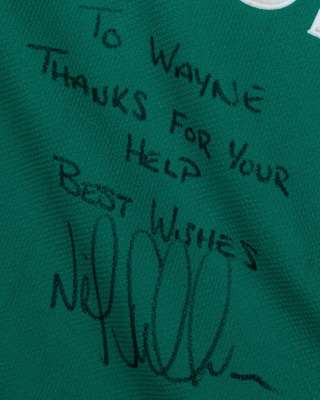 To WAYNE
THANKS FOR YOUR
HELP
BEST WISHES